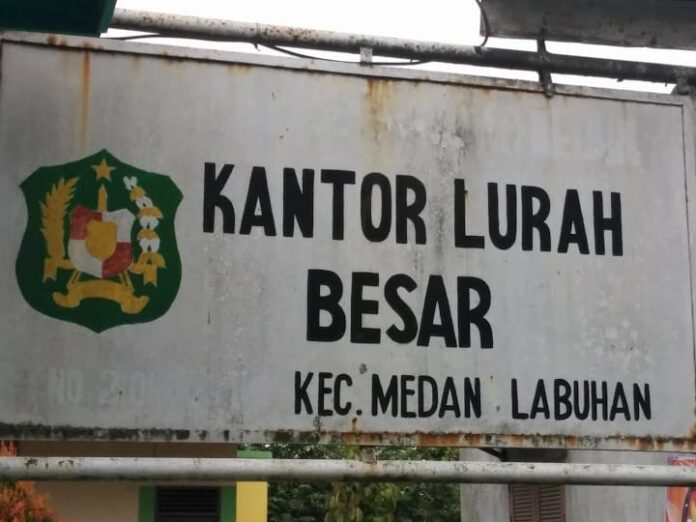 KANTOR LURAH
BESAR
KEC. MEDAN LABUHAN